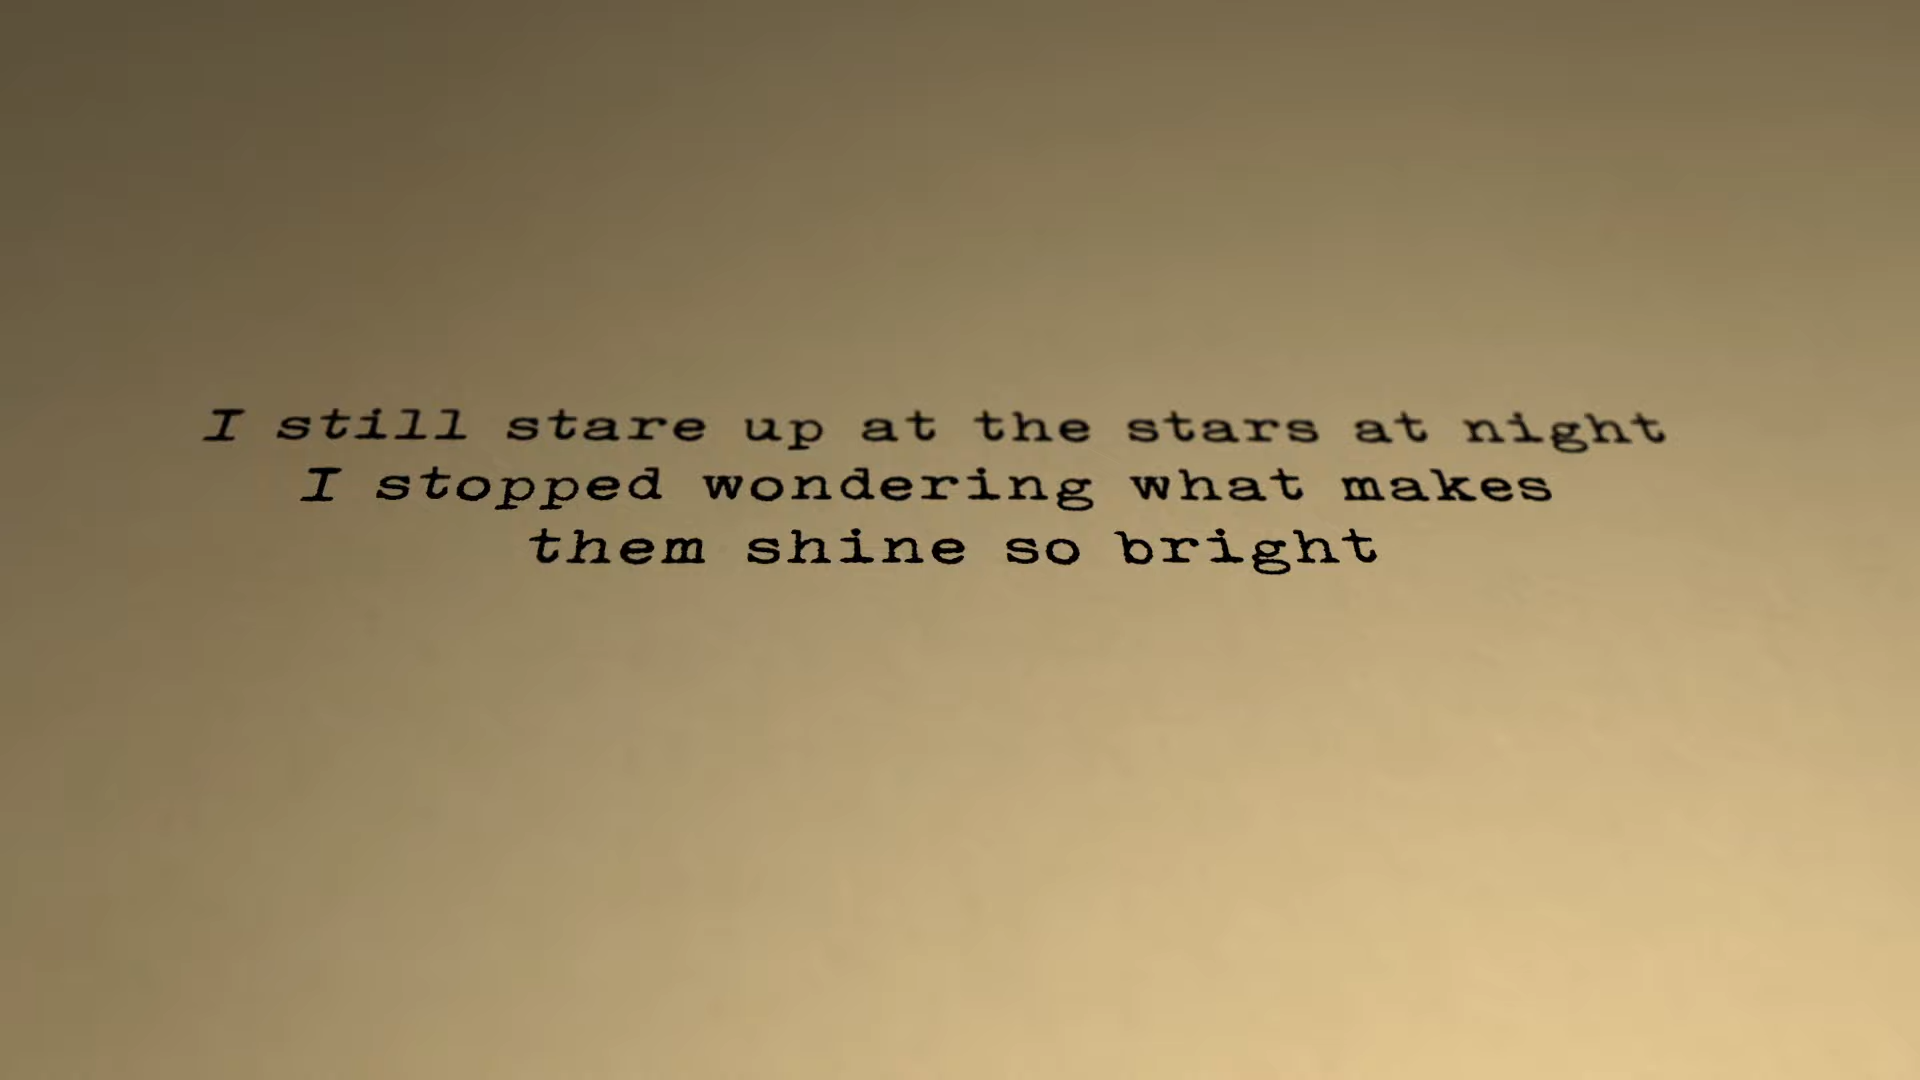 I still stare up at the stars at night
I stopped wondering what makes
them shine so bright